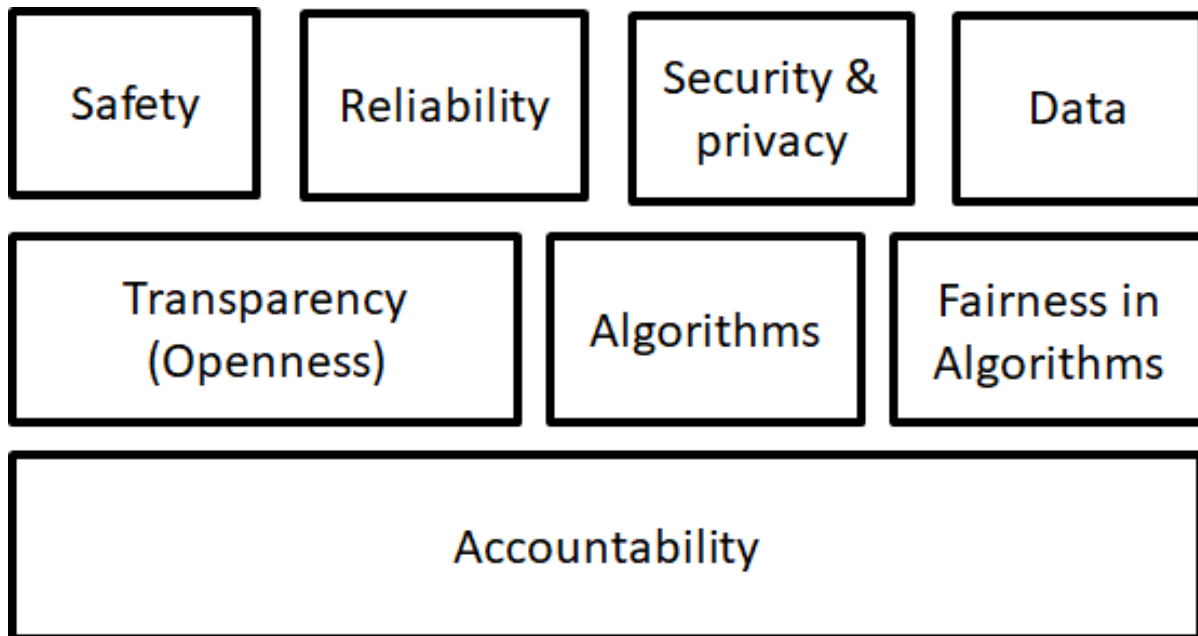 Safety
Reliability
Security &
privacy
Data
Transparency
(Openness)
Algorithms
Fairness in
Algorithms
Accountability